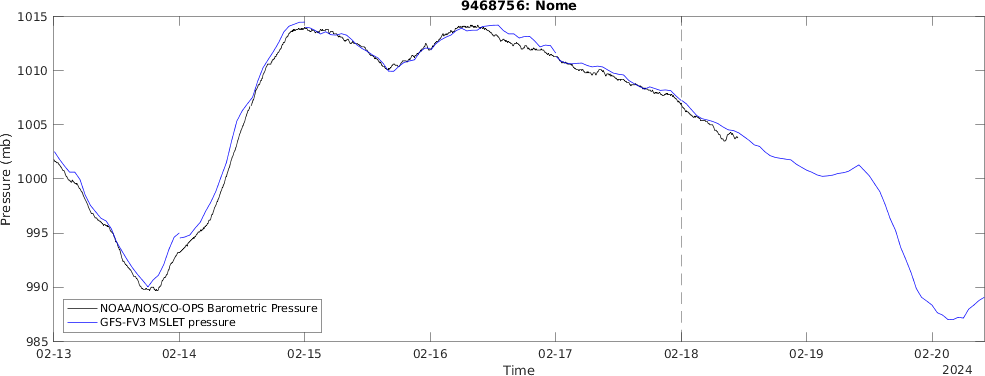 9468756: Nome
Pressure (mb)
1015
1010
1005
1000
995
990
985
NOAA/NOS/CO-OPS Barometric Pressure
GFS-FV3 MSLET pressure
02-13 02-14 02-15 02-16 02-17 02-18 02-19 02-20
Time
2024